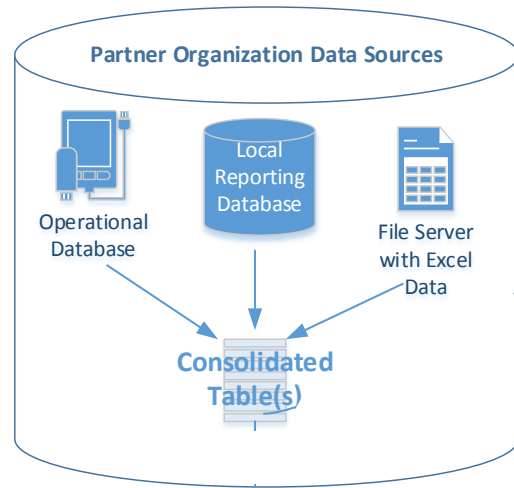 Partner Organization Data Sources
Local
Reporting
Database
Operational
Database
File Server
with Excel
Data
Consolidated
Table(s)